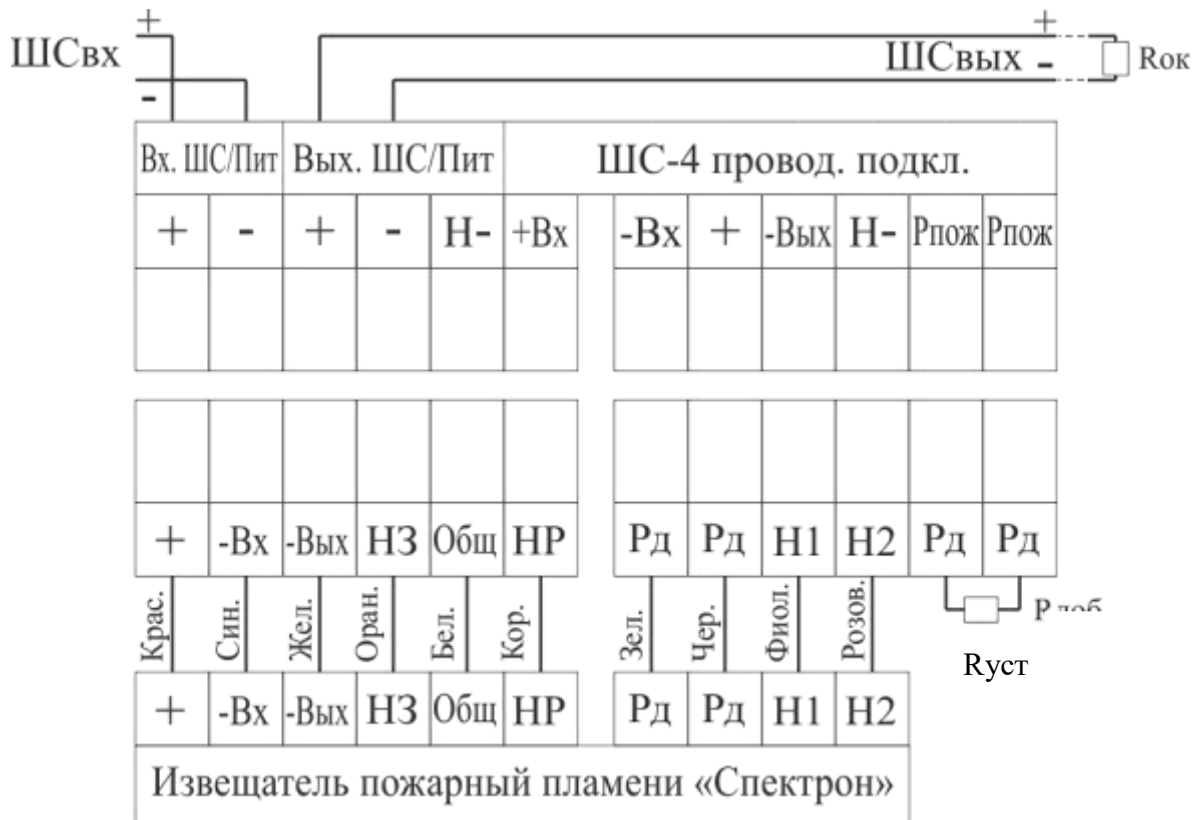 + +
ШСвх ШСвых - Rок
-
Вх. ШС/Пит Вых. ШС/Пит ШС-4 провод. подкл.
+ - + - Н- +Вх -Вх + -Вых Н- Рпож Рпож
+ -Вх -Вых НЗ Общ НР Рд Рд Н1 Н2 Рд Рд
Крас. Син. Жел. Оран. Бел. Кор. Зел. Чер. Фиол. Розов.
Rуст
+ -Вх -Вых НЗ Общ НР Рд Рд Н1 Н2
Извещатель пожарный пламени «Спектрон»